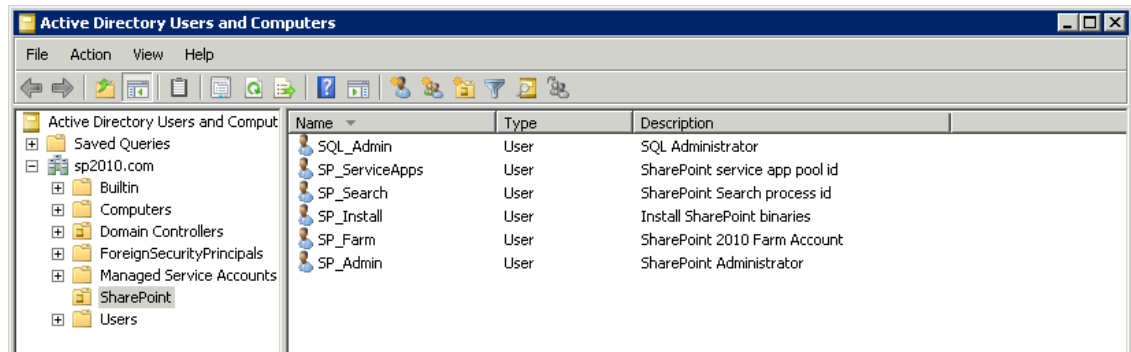 Active Directory Users and Computers
File Action View Help
Active Directory Users and Comput
Saved Queries
sp2010.com
Builtin
Computers
Domain Controllers
ForeignSecurityPrincipals
Managed Service Accounts
SharePoint
Users
Name Type Description
SQL_Admin User SQL Administrator
SP_ServiceApps User SharePoint service app pool id
SP_Search User SharePoint Search process id
SP_Install User Install SharePoint binaries
SP_Farm User SharePoint 2010 Farm Account
SP_Admin User SharePoint Administrator